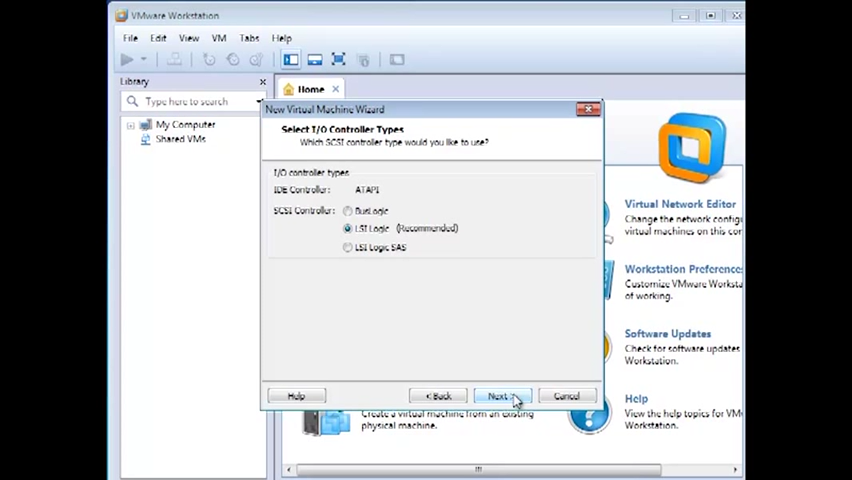 VMware Workstation
File Edit View VM Tabs Help
Library
Home
Type here to search
My Computer
Shared VMs
New Virtual Machine Wizard
Select I/O Controller Types
Which SCSI controller type would you like to use?
I/O controller types
IDE Controller: ATAPI
SCSI Controller: BusLogic
LSI Logic (Recommended)
LSI Logic SAS
Help < Back Next > Cancel
Virtual Network Editor
Change the network config
virtual machines on this co
Workstation Preference
Customize VMware Workstat
of working.
Software Updates
Check for software updates
Workstation.
Help
View the help topics for VM
Workstation.
Create a virtual machine from an existing
physical machine.